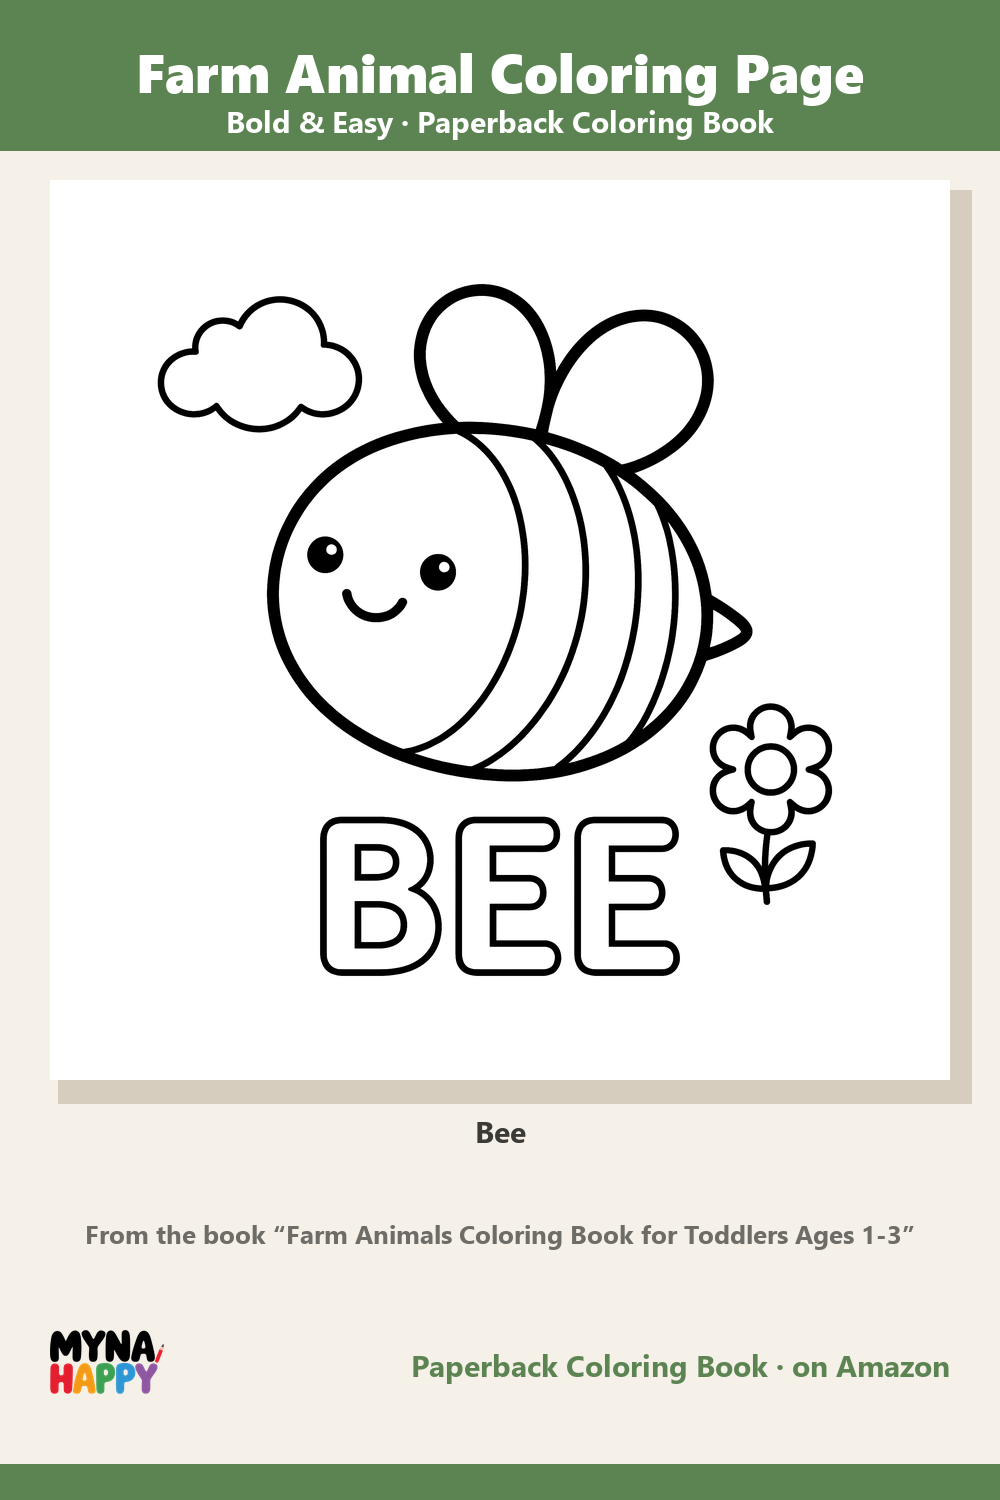 Farm Animal Coloring Page
Bold & Easy · Paperback Coloring Book
BEE
Bee
From the book “Farm Animals Coloring Book for Toddlers Ages 1-3”
MYNA
HAPPY
Paperback Coloring Book · on Amazon